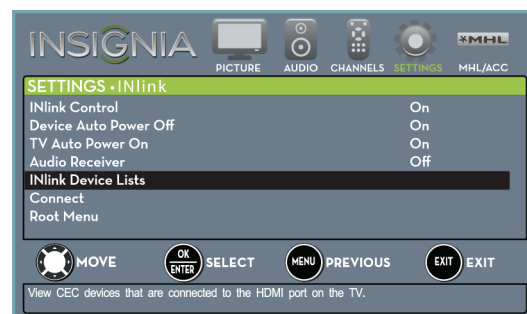 INSIGNIA
PICTURE AUDIO CHANNELS SETTINGS MHL/ACC
MHL
SETTINGS • INlink
INlink Control On
Device Auto Power Off On
TV Auto Power On On
Audio Receiver Off
INlink Device Lists
Connect
Root Menu
MOVE OK/ENTER SELECT MENU PREVIOUS EXIT EXIT
View CEC devices that are connected to the HDMI port on the TV.